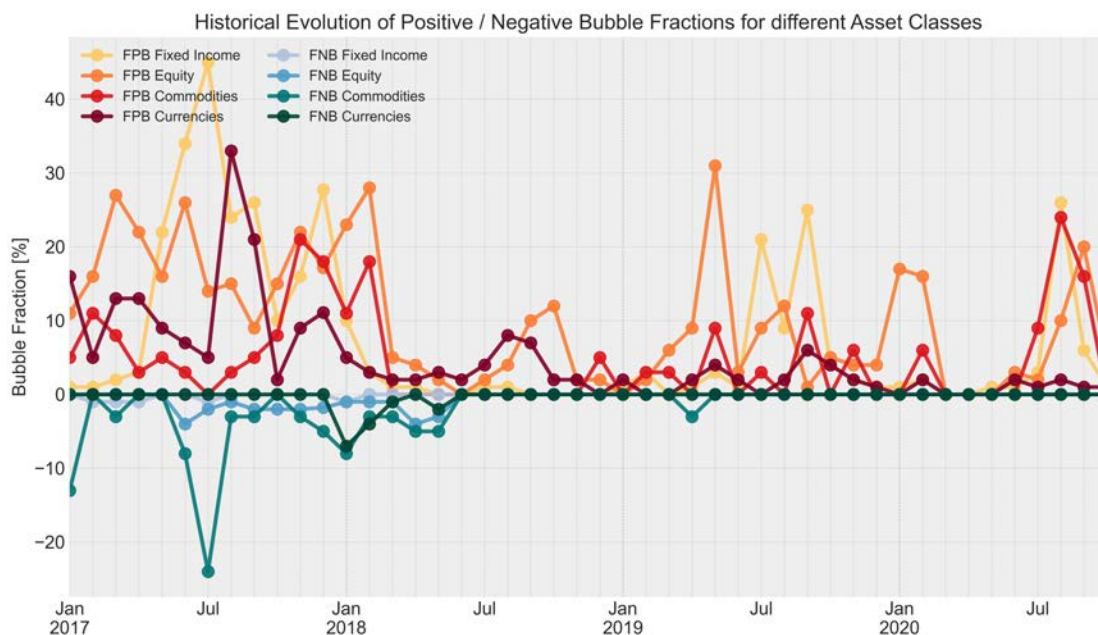 Historical Evolution of Positive / Negative Bubble Fractions for different Asset Classes
FPB Fixed Income
FPB Equity
FPB Commodities
FPB Currencies
FNB Fixed Income
FNB Equity
FNB Commodities
FNB Currencies
Bubble Fraction [%]
40
30
20
10
0
−10
−20
Jan
2017
Jul
Jan
2018
Jul
Jan
2019
Jul
Jan
2020
Jul